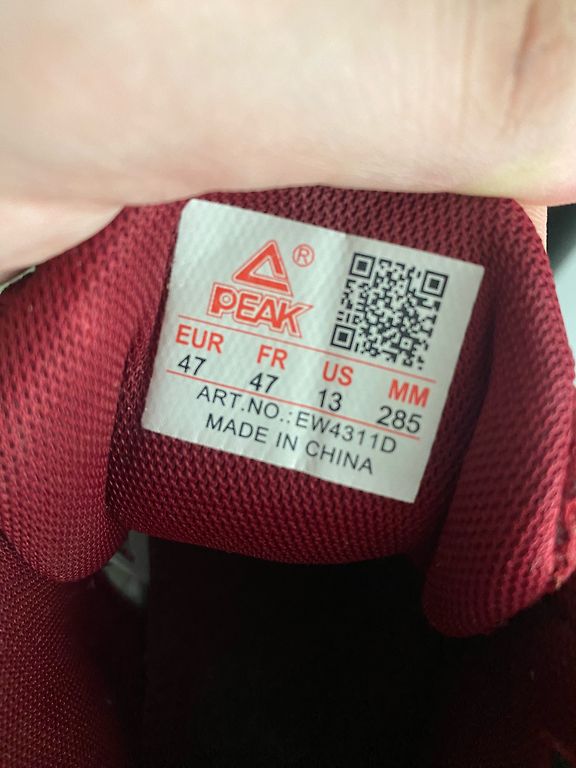 ®
PEAK
EUR FR US MM
47 47 13 285
ART.NO.:EW4311D
MADE IN CHINA